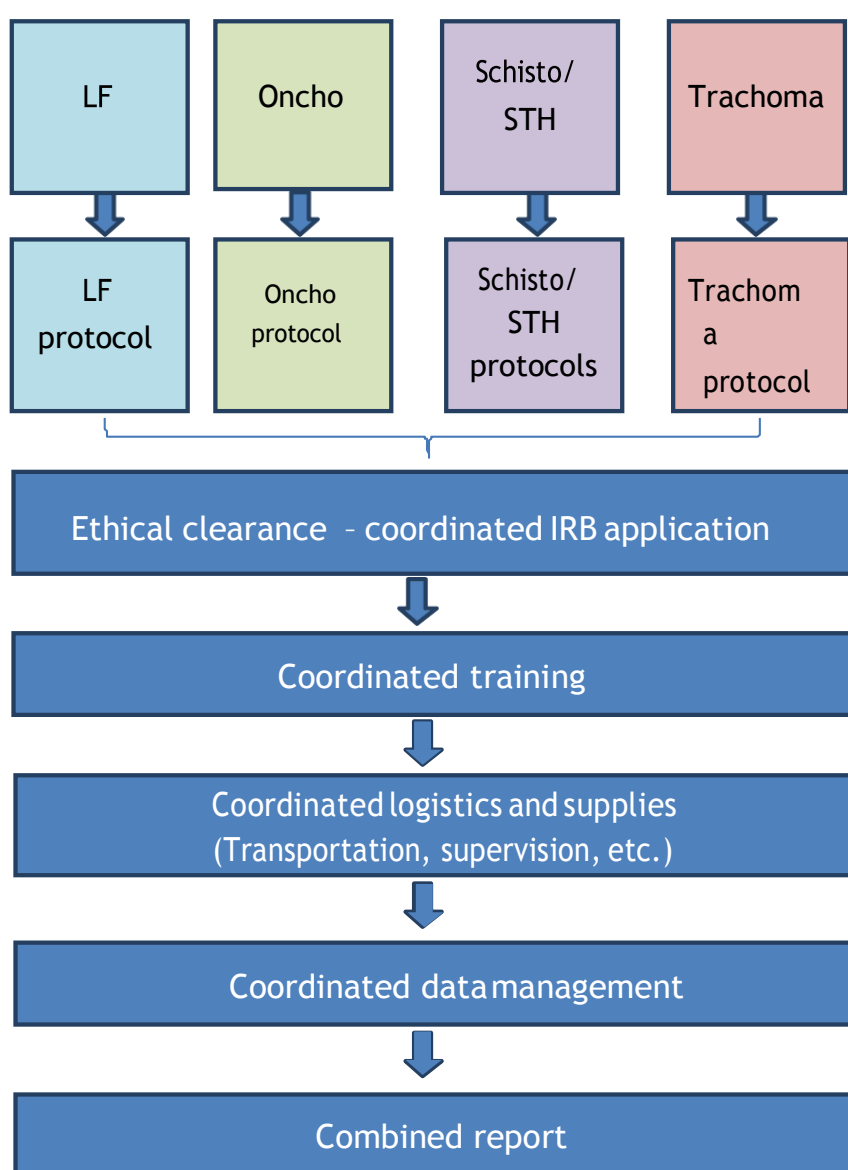 LF
Oncho
Schisto/
STH
Trachoma
LF
protocol
Oncho
protocol
Schisto/
STH
protocols
Trachom
a
protocol
Ethical clearance – coordinated IRB application
Coordinated training
Coordinated logistics and supplies
(Transportation, supervision, etc.)
Coordinated data management
Combined report